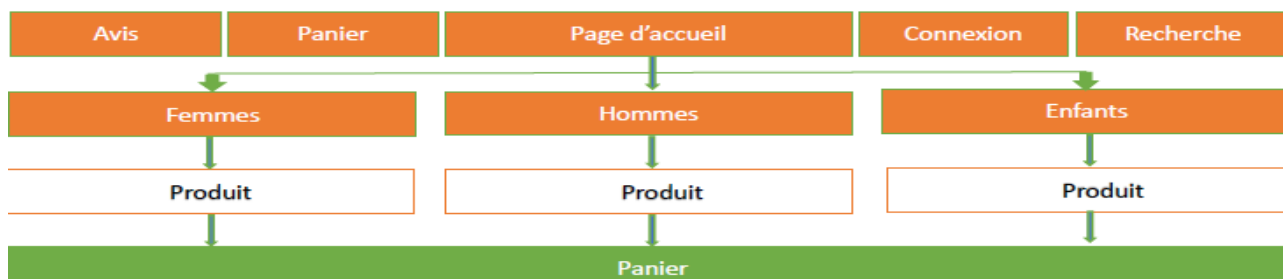 Avis Panier Page d'accueil Connexion Recherche
Femmes Hommes Enfants
Produit Produit Produit
Panier